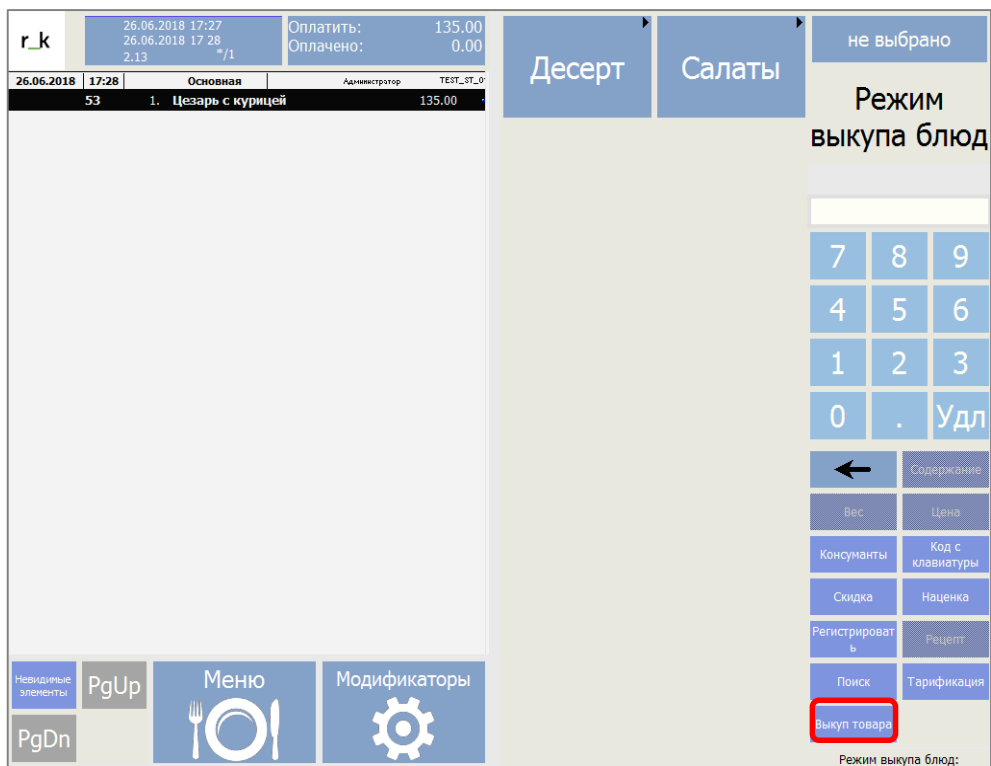 r_k
26.06.2018 17:27
26.06.2018 17 28
2.13 */1
Оплатить: 135.00
Оплачено: 0.00
26.06.2018 17:28 Основная Администратор TEST_ST_0
53 1. Цезарь с курицей 135.00
Десерт
Салаты
не выбрано
Режим
выкупа блюд
7 8 9
4 5 6
1 2 3
0 . Удл
Содержание
Вес
Цена
Консуманты
Код с
клавиатуры
Скидка
Наценка
Регистрироват
ь
Рецепт
Поиск
Тарификация
Выкуп товара
Режим выкупа блюд:
Невидимые
элементы
PgUp
Меню
Модификаторы
PgDn